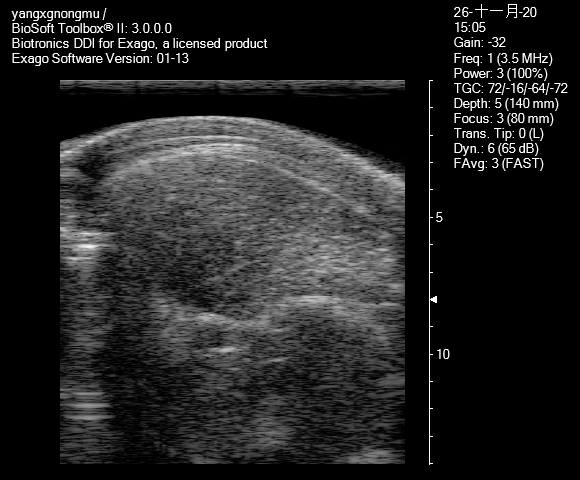 yangxgnongmu /
BioSoft Toolbox® II: 3.0.0.0
Biotronics DDI for Exago, a licensed product
Exago Software Version: 01-13
26-十一月-20
15:05
Gain: -32
Freq: 1 (3.5 MHz)
Power: 3 (100%)
TGC: 72/-16/-64/-72
Depth: 5 (140 mm)
Focus: 3 (80 mm)
Trans. Tip: 0 (L)
Dyn.: 6 (65 dB)
FAvg: 3 (FAST)
5
10